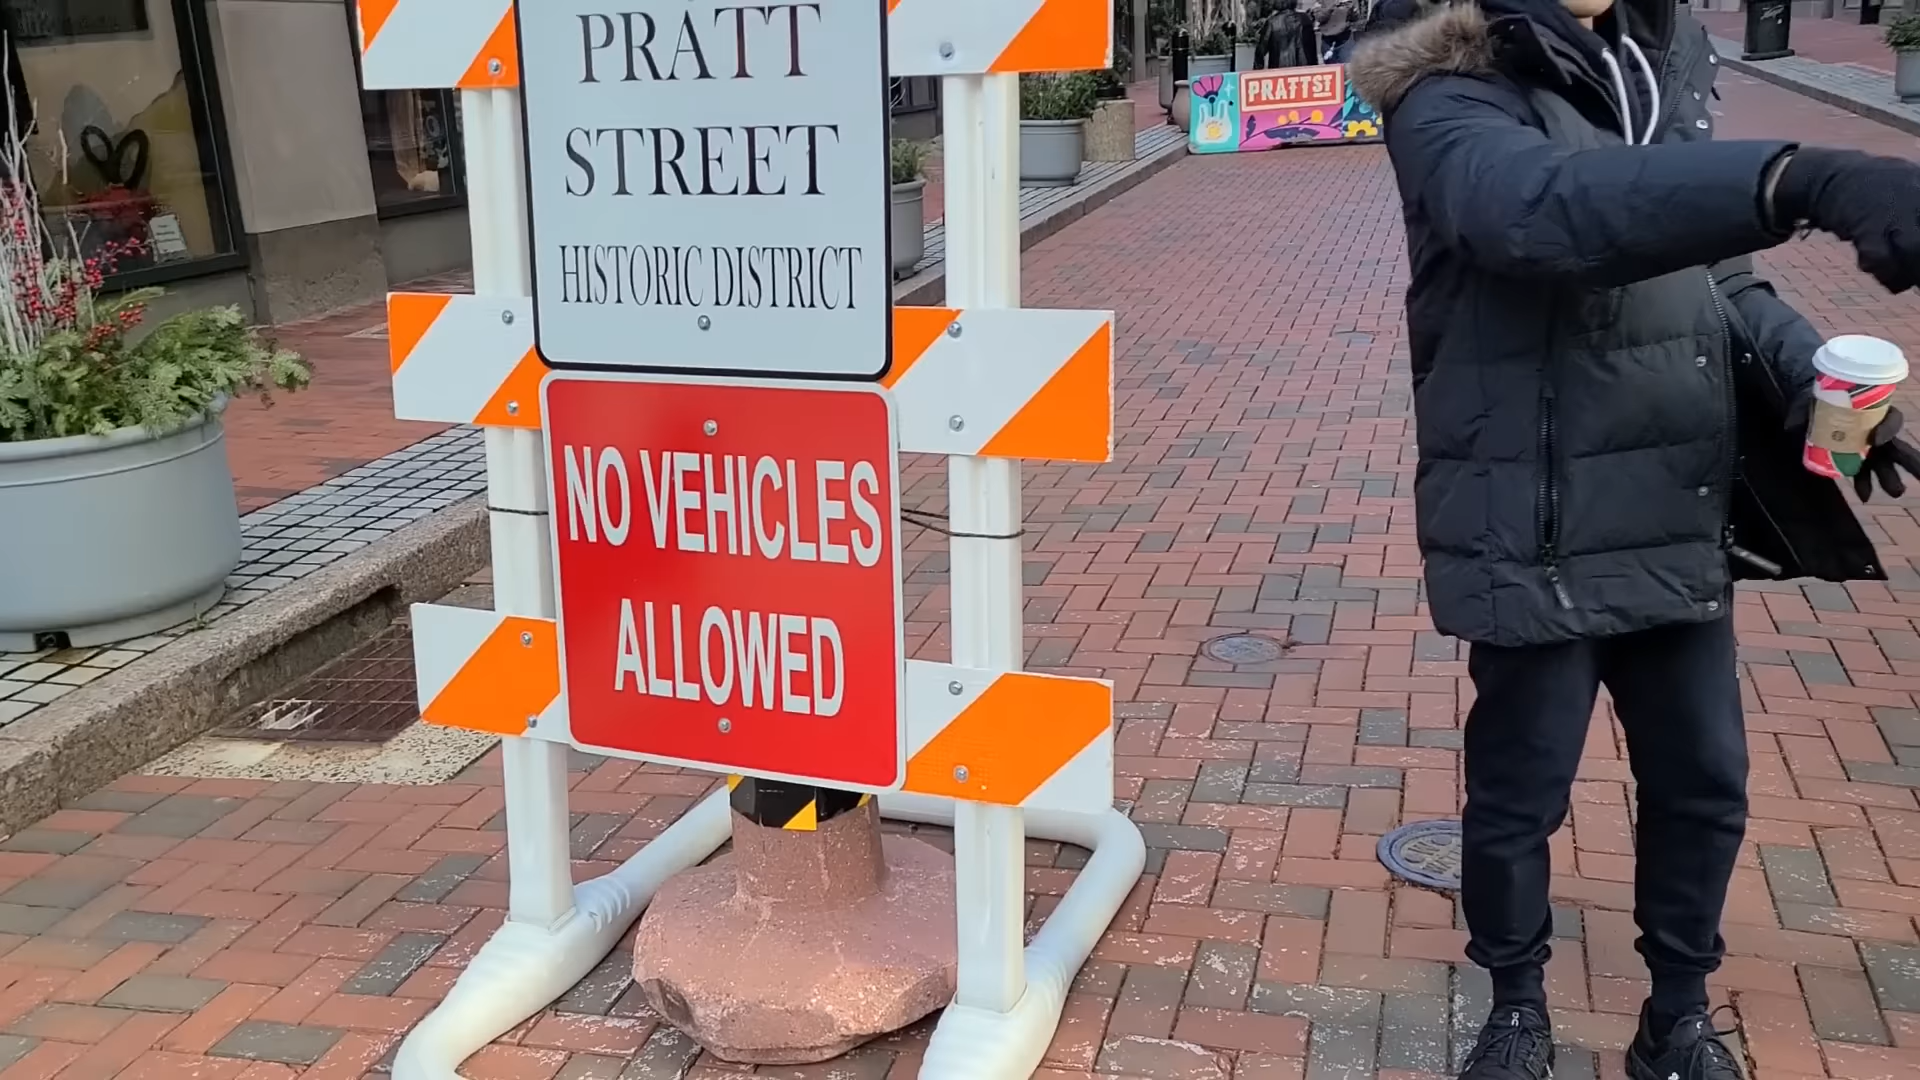 PRATT
STREET
HISTORIC DISTRICT
NO VEHICLES
ALLOWED
PRATT ST